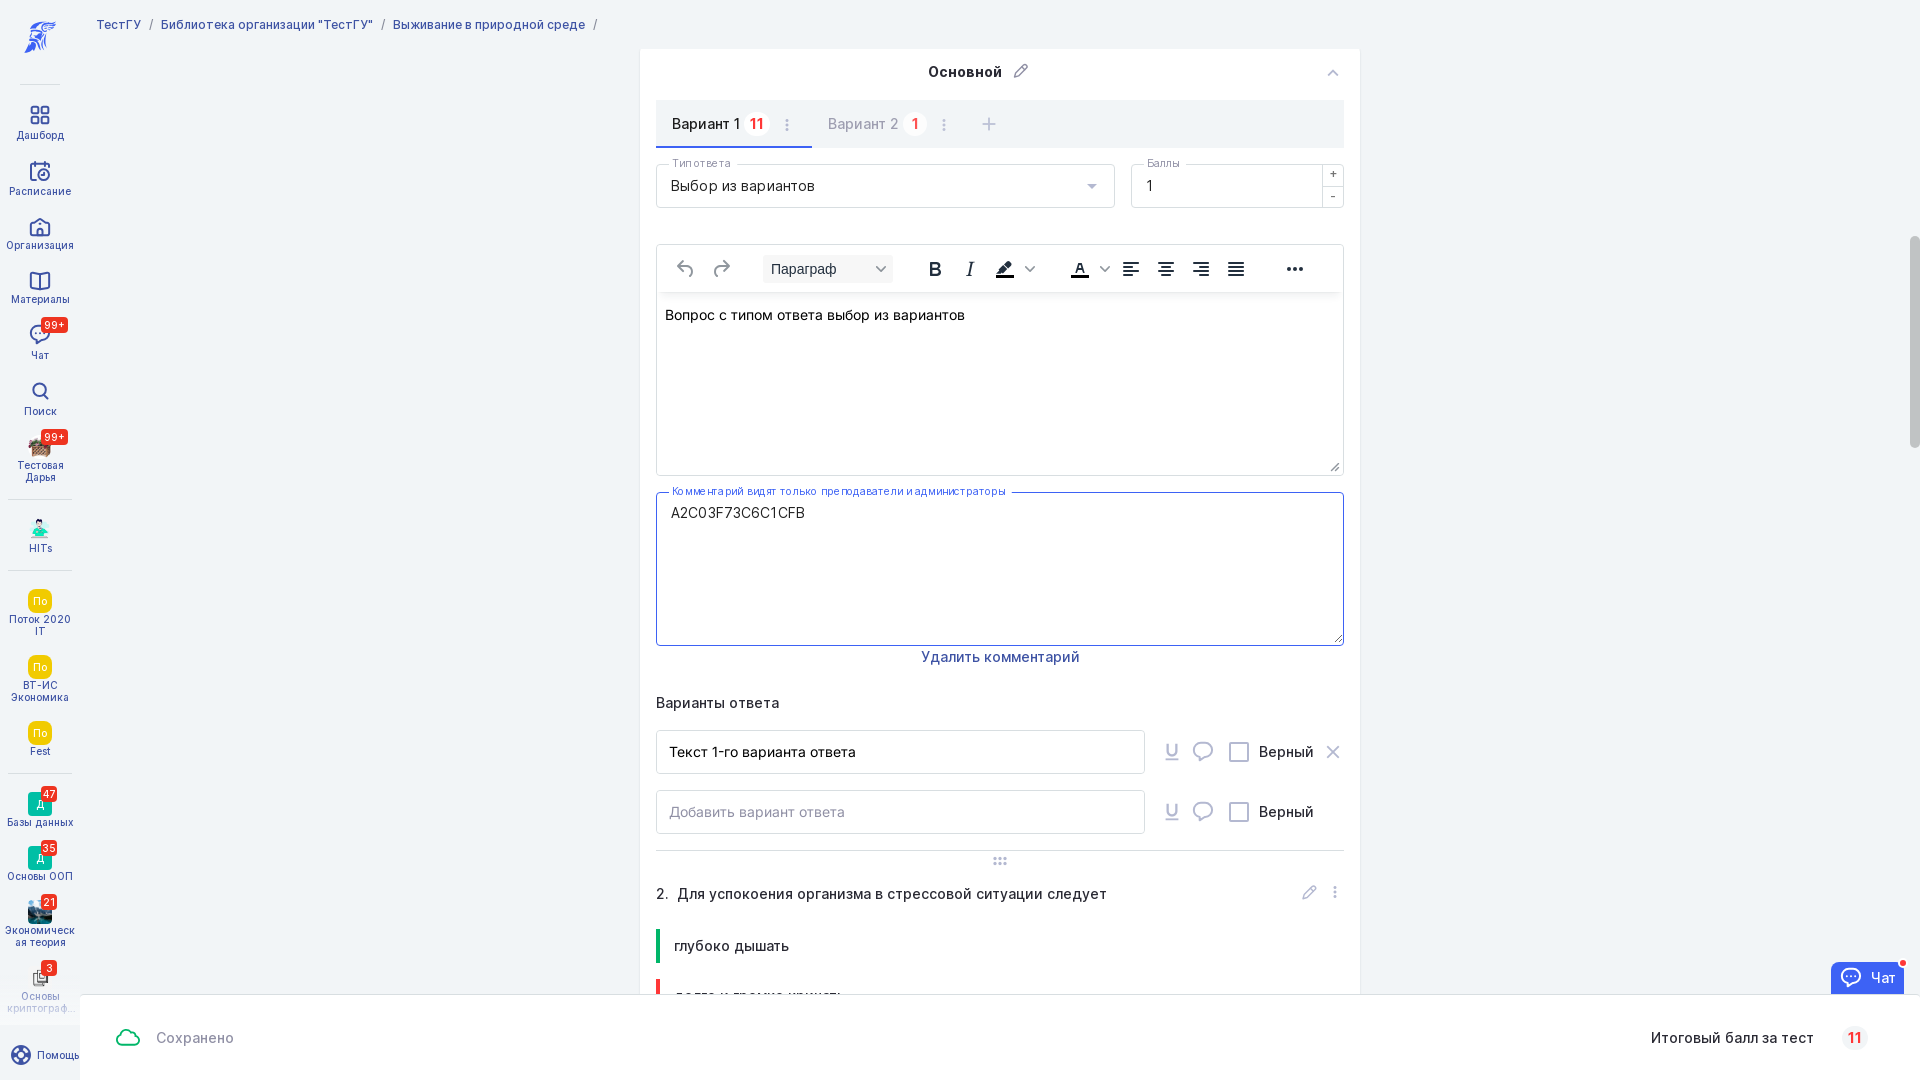 ТестГУ / Библиотека организации "ТестГУ" / Выживание в природной среде /
Дашборд
Расписание
Организация
Материалы
99+
Чат
Поиск
99+
Тестовая
Дарья
HITs
По
Поток 2020
IT
По
ВТ-ИС
Экономика
По
Fest
47
Д
Базы данных
35
Д
Основы ООП
21
Экономическ
ая теория
3
Основы
криптограф...
Помощь
Основной
Вариант 1 11
Вариант 2 1
Тип ответа
Выбор из вариантов
Баллы
1
+
-
Параграф
B I A
Вопрос с типом ответа выбор из вариантов
Комментарий видят только преподаватели и администраторы
A2C03F73C6C1CFB
Удалить комментарий
Варианты ответа
Текст 1-го варианта ответа
Верный
Добавить вариант ответа
Верный
2. Для успокоения организма в стрессовой ситуации следует
глубоко дышать
Чат
Сохранено
Итоговый балл за тест 11